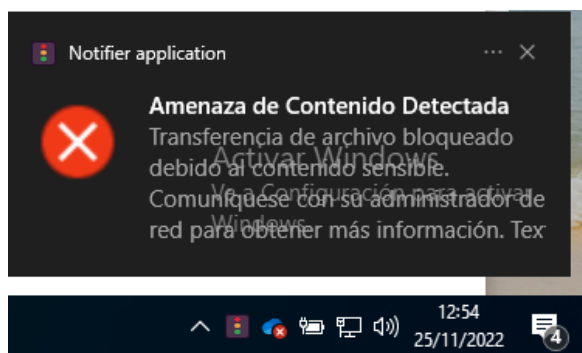 Notifier application
Amenaza de Contenido Detectada
Transferencia de archivo bloqueado
debido al contenido sensible.
Comuníquese con su administrador de
red para obtener más información. Tex
Activar Windows
Ve a Configuración para activar
Windows.
12:54
25/11/2022
4